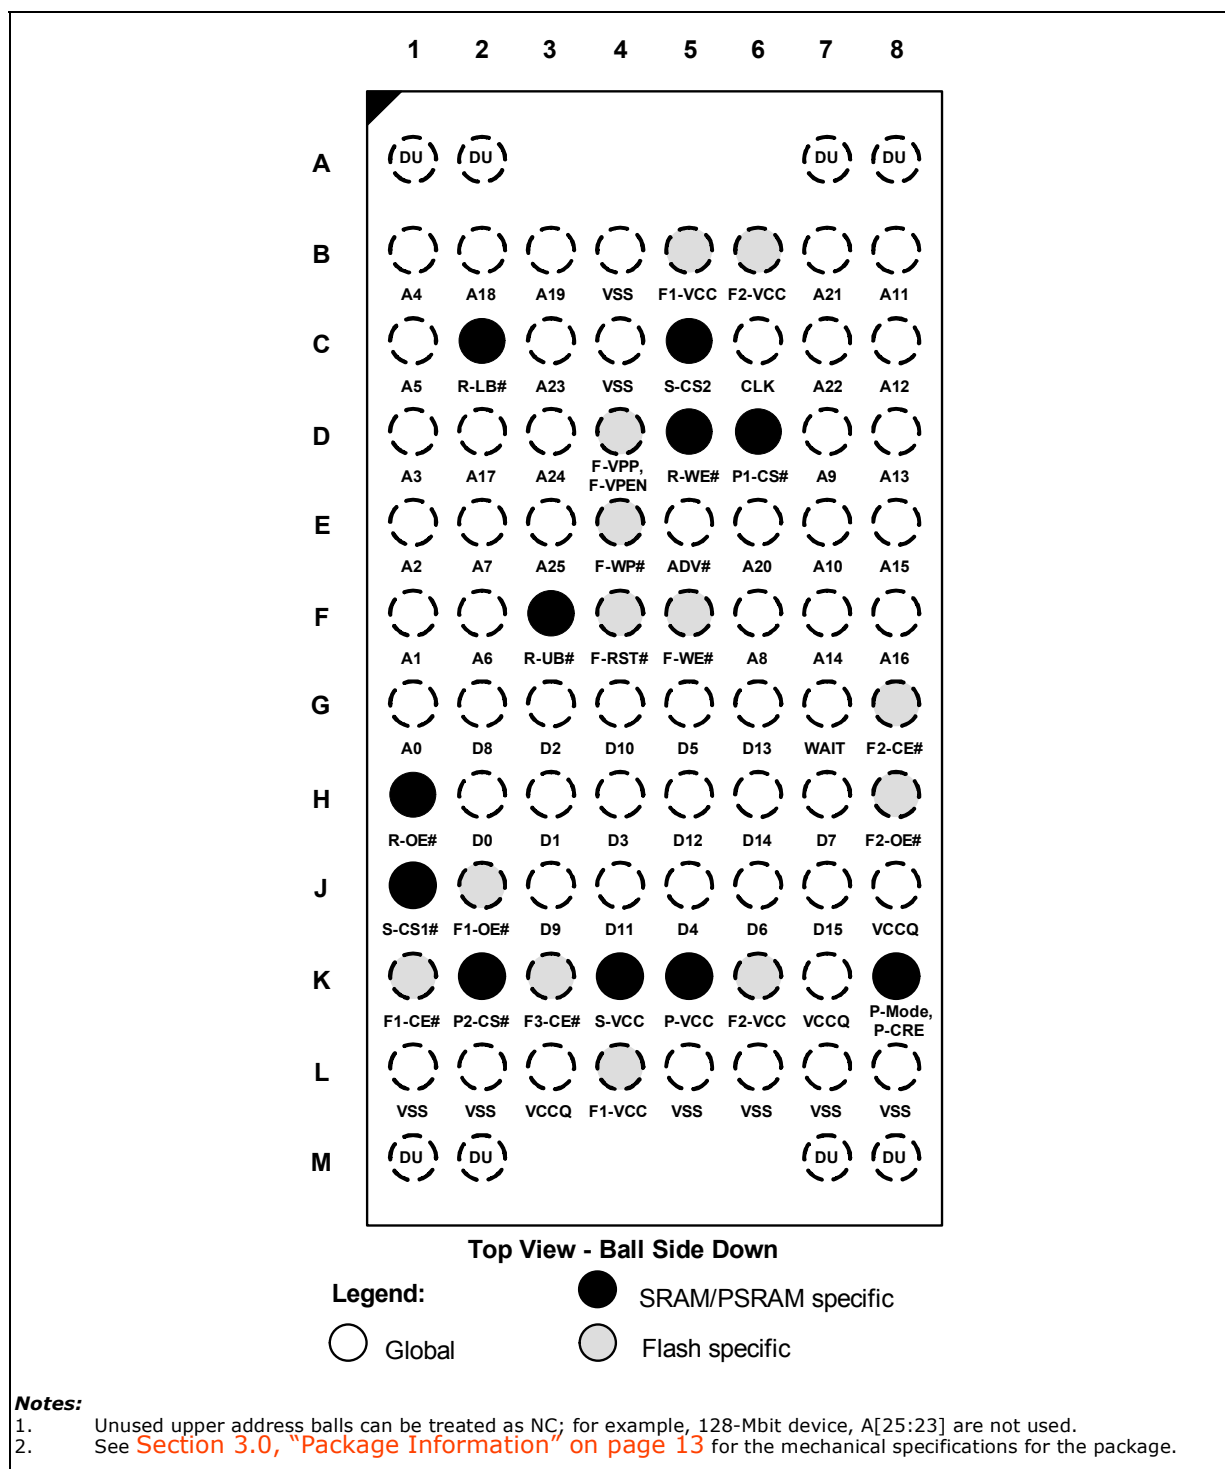 1 2 3 4 5 6 7 8
A DU DU DU DU
B
A4 A18 A19 VSS F1-VCC F2-VCC A21 A11
C
A5 R-LB# A23 VSS S-CS2 CLK A22 A12
D
A3 A17 A24 F-VPP, F-VPEN R-WE# P1-CS# A9 A13
E
A2 A7 A25 F-WP# ADV# A20 A10 A15
F
A1 A6 R-UB# F-RST# F-WE# A8 A14 A16
G
A0 D8 D2 D10 D5 D13 WAIT F2-CE#
H
R-OE# D0 D1 D3 D12 D14 D7 F2-OE#
J
S-CS1# F1-OE# D9 D11 D4 D6 D15 VCCQ
K
F1-CE# P2-CS# F3-CE# S-VCC P-VCC F2-VCC VCCQ P-Mode, P-CRE
L
VSS VSS VCCQ F1-VCC VSS VSS VSS VSS
M DU DU DU DU
Top View - Ball Side Down
Legend:
SRAM/PSRAM specific
Global
Flash specific
Notes:
1. Unused upper address balls can be treated as NC; for example, 128-Mbit device, A[25:23] are not used.
2. See Section 3.0, “Package Information” on page 13 for the mechanical specifications for the package.